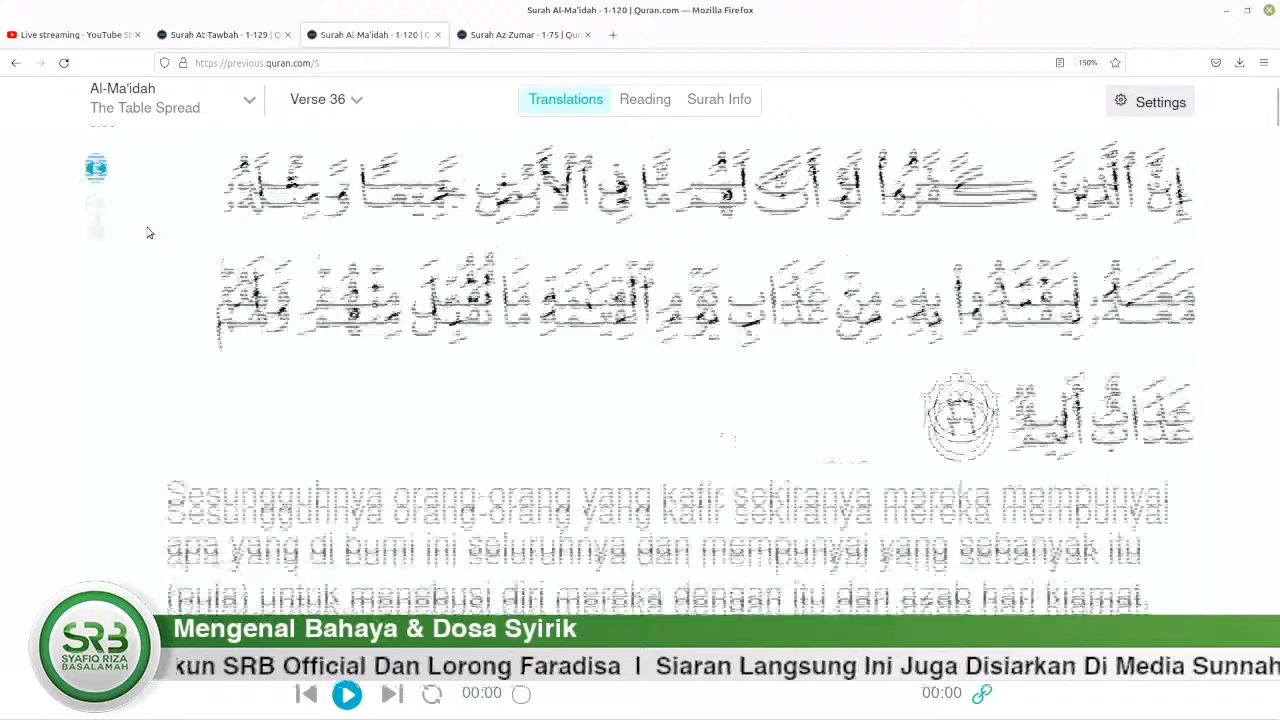 Surah Al-Ma'idah - 1-120 | Quran.com — Mozilla Firefox
Live streaming - YouTube St
Surah At-Tawbah - 1-129 | Q
Surah Al-Ma'idah - 1-120 | Q
Surah Az-Zumar - 1-75 | Qur
https://previous.quran.com/5
150%
Al-Ma'idah
The Table Spread
Verse 36
Translations
Reading
Surah Info
Settings
إِنَّ ٱلَّذِينَ كَفَرُوا۟ لَوْ أَنَّ لَهُم مَّا فِى ٱلْأَرْضِ جَمِيعًا وَمِثْلَهُۥ
مَعَهُۥ لِيَفْتَدُوا۟ بِهِۦ مِنْ عَذَابِ يَوْمِ ٱلْقِيَـٰمَةِ مَا تُقُبِّلَ مِنْهُمْ وَلَهُمْ
عَذَابٌ أَلِيمٌ
Sesungguhnya orang-orang yang kafir sekiranya mereka mempunyai
apa yang di bumi ini seluruhnya dan mempunyai yang sebanyak itu
(pula) untuk menebusi diri mereka dengan itu dari azab hari kiamat,
SRB
SYAFIQ RIZA
BASALAMAH
Mengenal Bahaya & Dosa Syirik
kun SRB Official Dan Lorong Faradisa I Siaran Langsung Ini Juga Disiarkan Di Media Sunnah
00:00
00:00